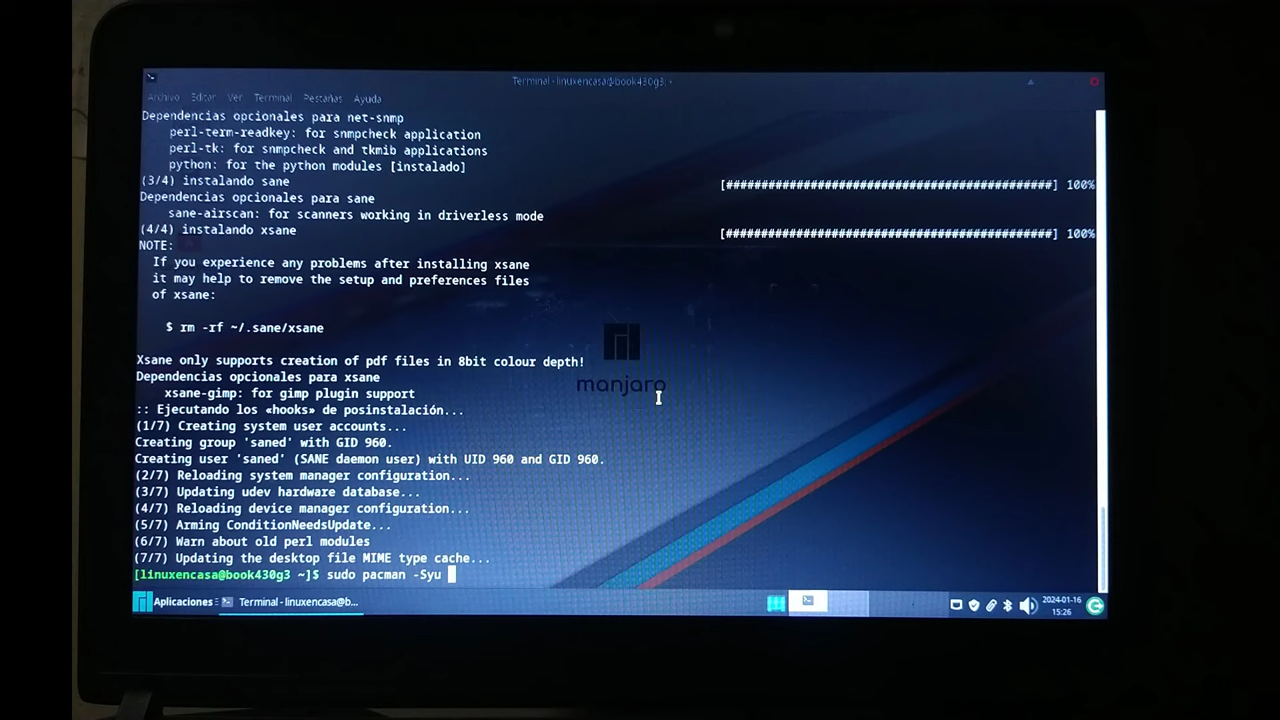 Terminal - linuxencasa@book430g3:~
Archivo Editar Ver Terminal Pestañas Ayuda
Dependencias opcionales para net-snmp
perl-term-readkey: for snmpcheck application
perl-tk: for snmpcheck and tkmib applications
python: for the python modules [instalado]
(3/4) instalando sane [###########################################] 100%
Dependencias opcionales para sane
sane-airscan: for scanners working in driverless mode
(4/4) instalando xsane [###########################################] 100%
NOTE:
If you experience any problems after installing xsane
it may help to remove the setup and preferences files
of xsane:
$ rm -rf ~/.sane/xsane
Xsane only supports creation of pdf files in 8bit colour depth!
Dependencias opcionales para xsane
xsane-gimp: for gimp plugin support
:: Ejecutando los «hooks» de posinstalación...
(1/7) Creating system user accounts...
Creating group 'saned' with GID 960.
Creating user 'saned' (SANE daemon user) with UID 960 and GID 960.
(2/7) Reloading system manager configuration...
(3/7) Updating udev hardware database...
(4/7) Reloading device manager configuration...
(5/7) Arming ConditionNeedsUpdate...
(6/7) Warn about old perl modules
(7/7) Updating the desktop file MIME type cache...
[linuxencasa@book430g3 ~]$ sudo pacman -Syu
manjaro
Aplicaciones Terminal - linuxencasa@b... 2024-01-16
15:26